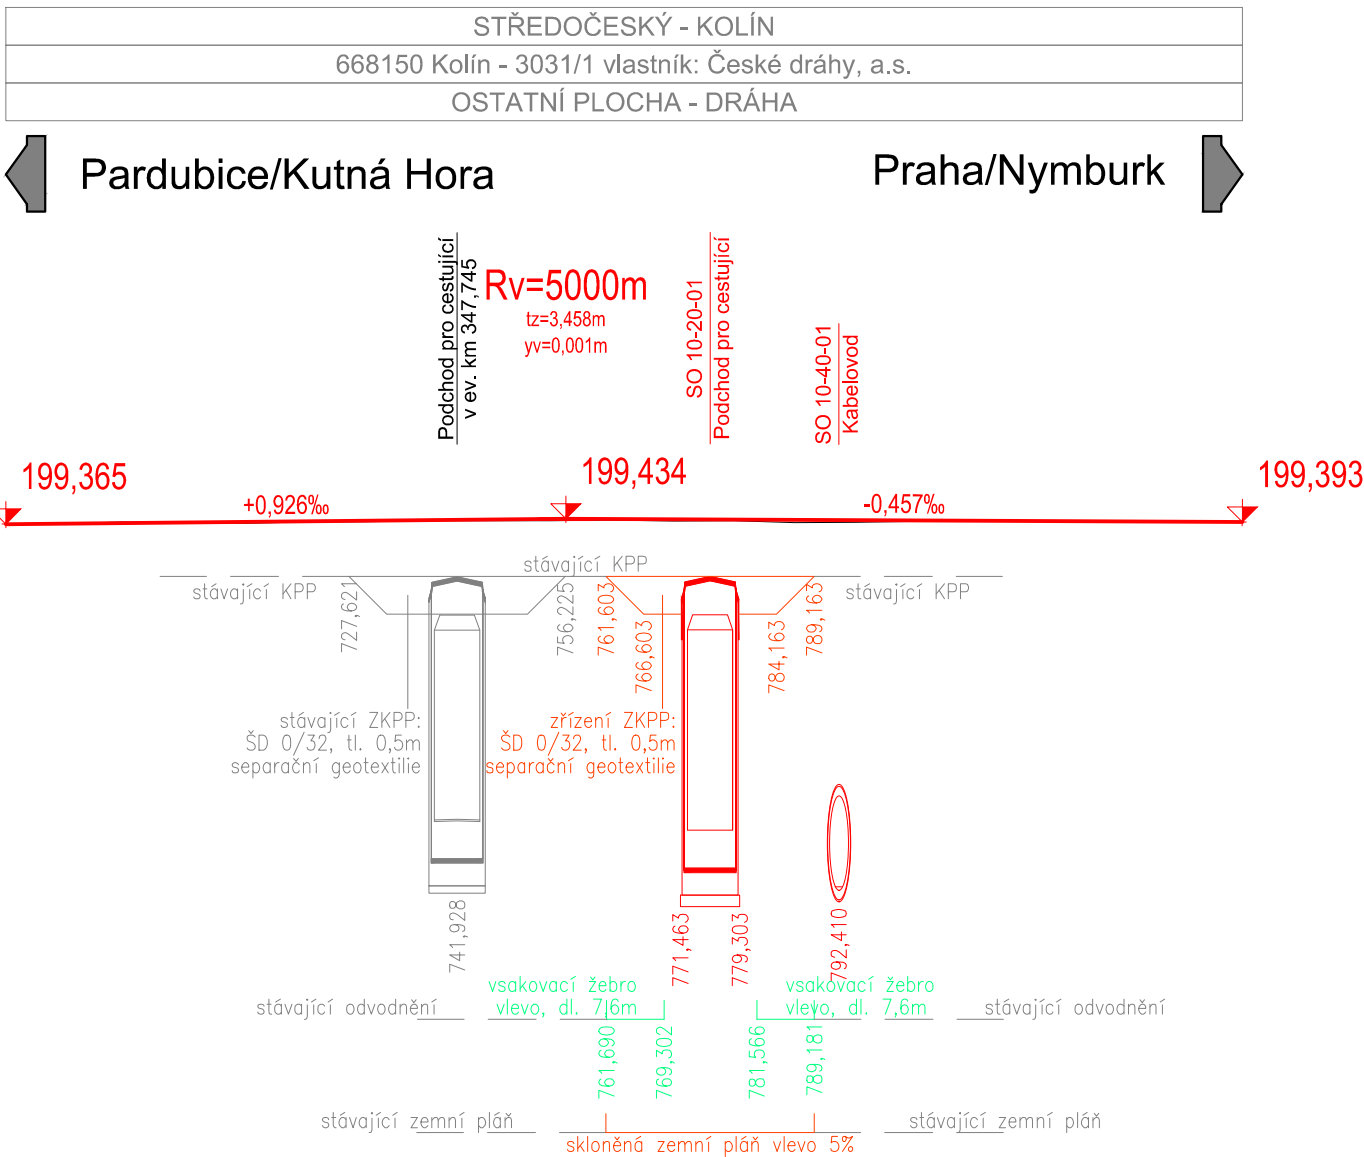 STŘEDOČESKÝ - KOLÍN
668150 Kolín - 3031/1 vlastník: České dráhy, a.s.
OSTATNÍ PLOCHA - DRÁHA
Pardubice/Kutná Hora
Praha/Nymburk
Podchod pro cestující
v ev. km 347,745
Rv=5000m
tz=3,458m
yv=0,001m
SO 10-20-01
Podchod pro cestující
SO 10-40-01
Kabelovod
199,365
+0,926‰
199,434
-0,457‰
199,393
stávající KPP
stávající KPP
stávající KPP
727,621
756,225
761,603
766,603
784,163
789,163
stávající ZKPP:
ŠD 0/32, tl. 0,5m
separační geotextilie
zřízení ZKPP:
ŠD 0/32, tl. 0,5m
separační geotextilie
741,928
771,463
779,303
792,410
stávající odvodnění
vsakovací žebro
vlevo, dl. 7,6m
vsakovací žebro
vlevo, dl. 7,6m
stávající odvodnění
761,690
769,302
781,566
789,181
stávající zemní pláň
skloněná zemní pláň vlevo 5%
stávající zemní pláň